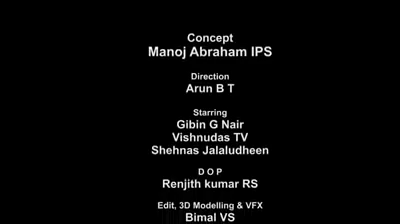 Concept
Manoj Abraham IPS
Direction
Arun B T
Starring
Gibin G Nair
Vishnudas TV
Shehnas Jalaludheen
D O P
Renjith kumar RS
Edit, 3D Modelling & VFX
Bimal VS